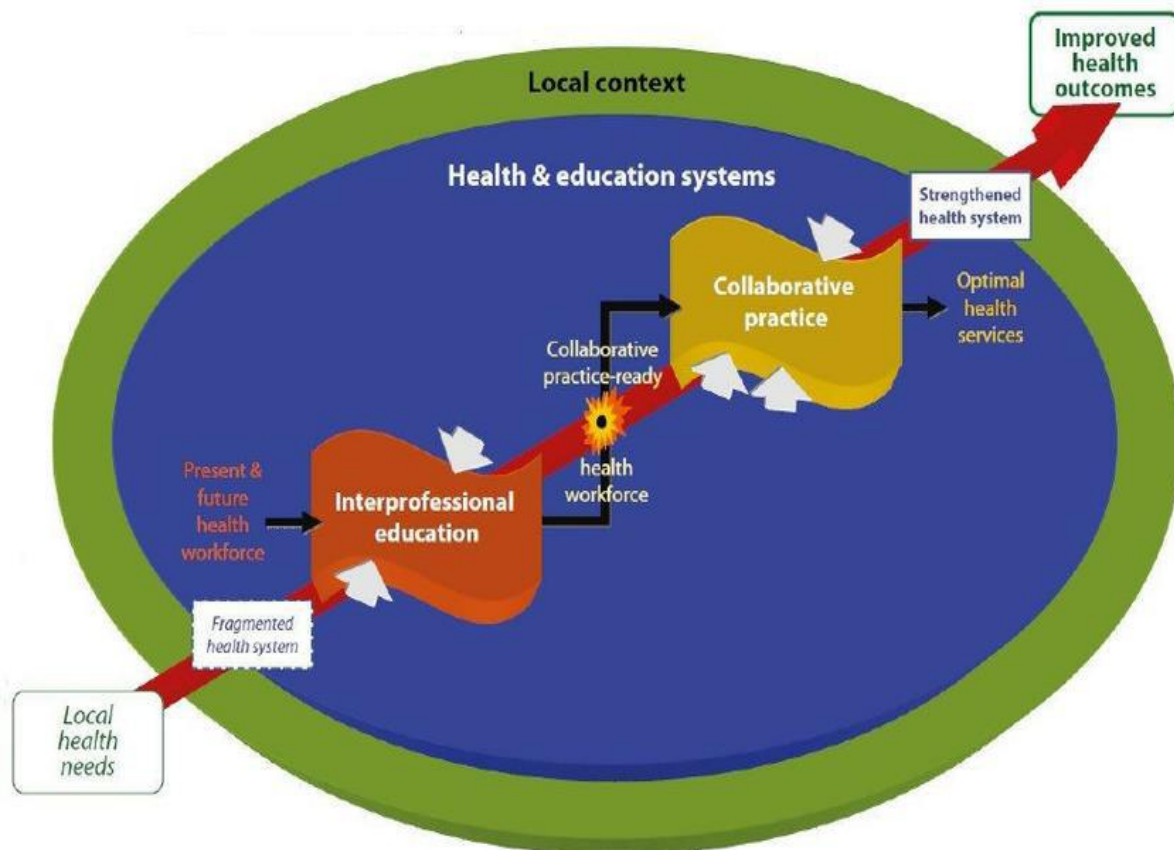 Improved
health
outcomes
Local context
Health & education systems
Strengthened
health system
Collaborative
practice
Optimal
health
services
Collaborative
practice-ready
health
workforce
Present &
future
health
workforce
Interprofessional
education
Fragmented
health system
Local
health
needs